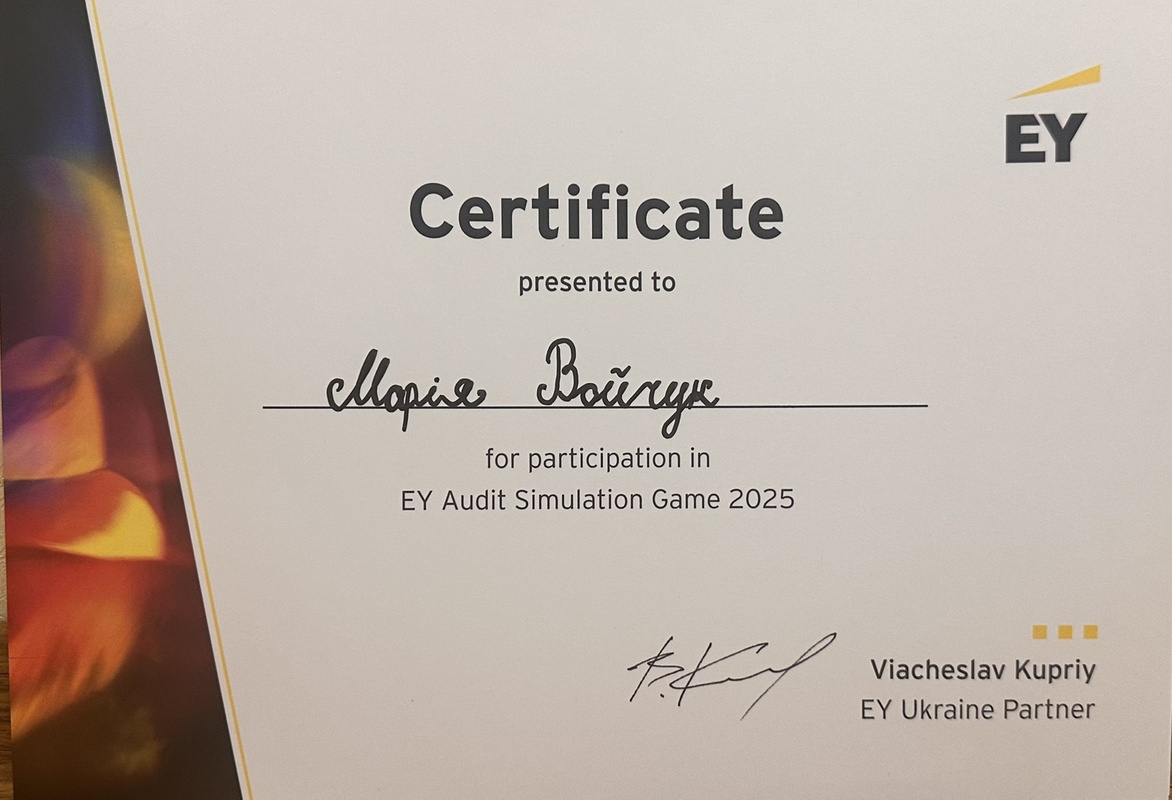 EY
Certificate
presented to
Марія Войчук
for participation in
EY Audit Simulation Game 2025
Viacheslav Kupriy
EY Ukraine Partner